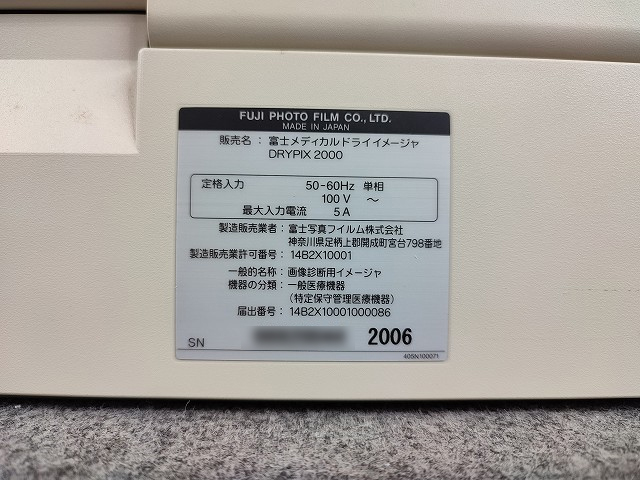 FUJI PHOTO FILM CO., LTD.
MADE IN JAPAN
販売名：富士メディカルドライイメージャ
DRYPIX 2000
定格入力 50-60Hz 単相
100V ～
最大入力電流 5A
製造販売業者：富士写真フイルム株式会社
神奈川県足柄上郡開成町宮台798番地
製造販売業許可番号：14B2X10001
一般的名称：画像診断用イメージャ
機器の分類：一般医療機器
（特定保守管理医療機器）
届出番号：14B2X10001000086
SN 2006
405N100071